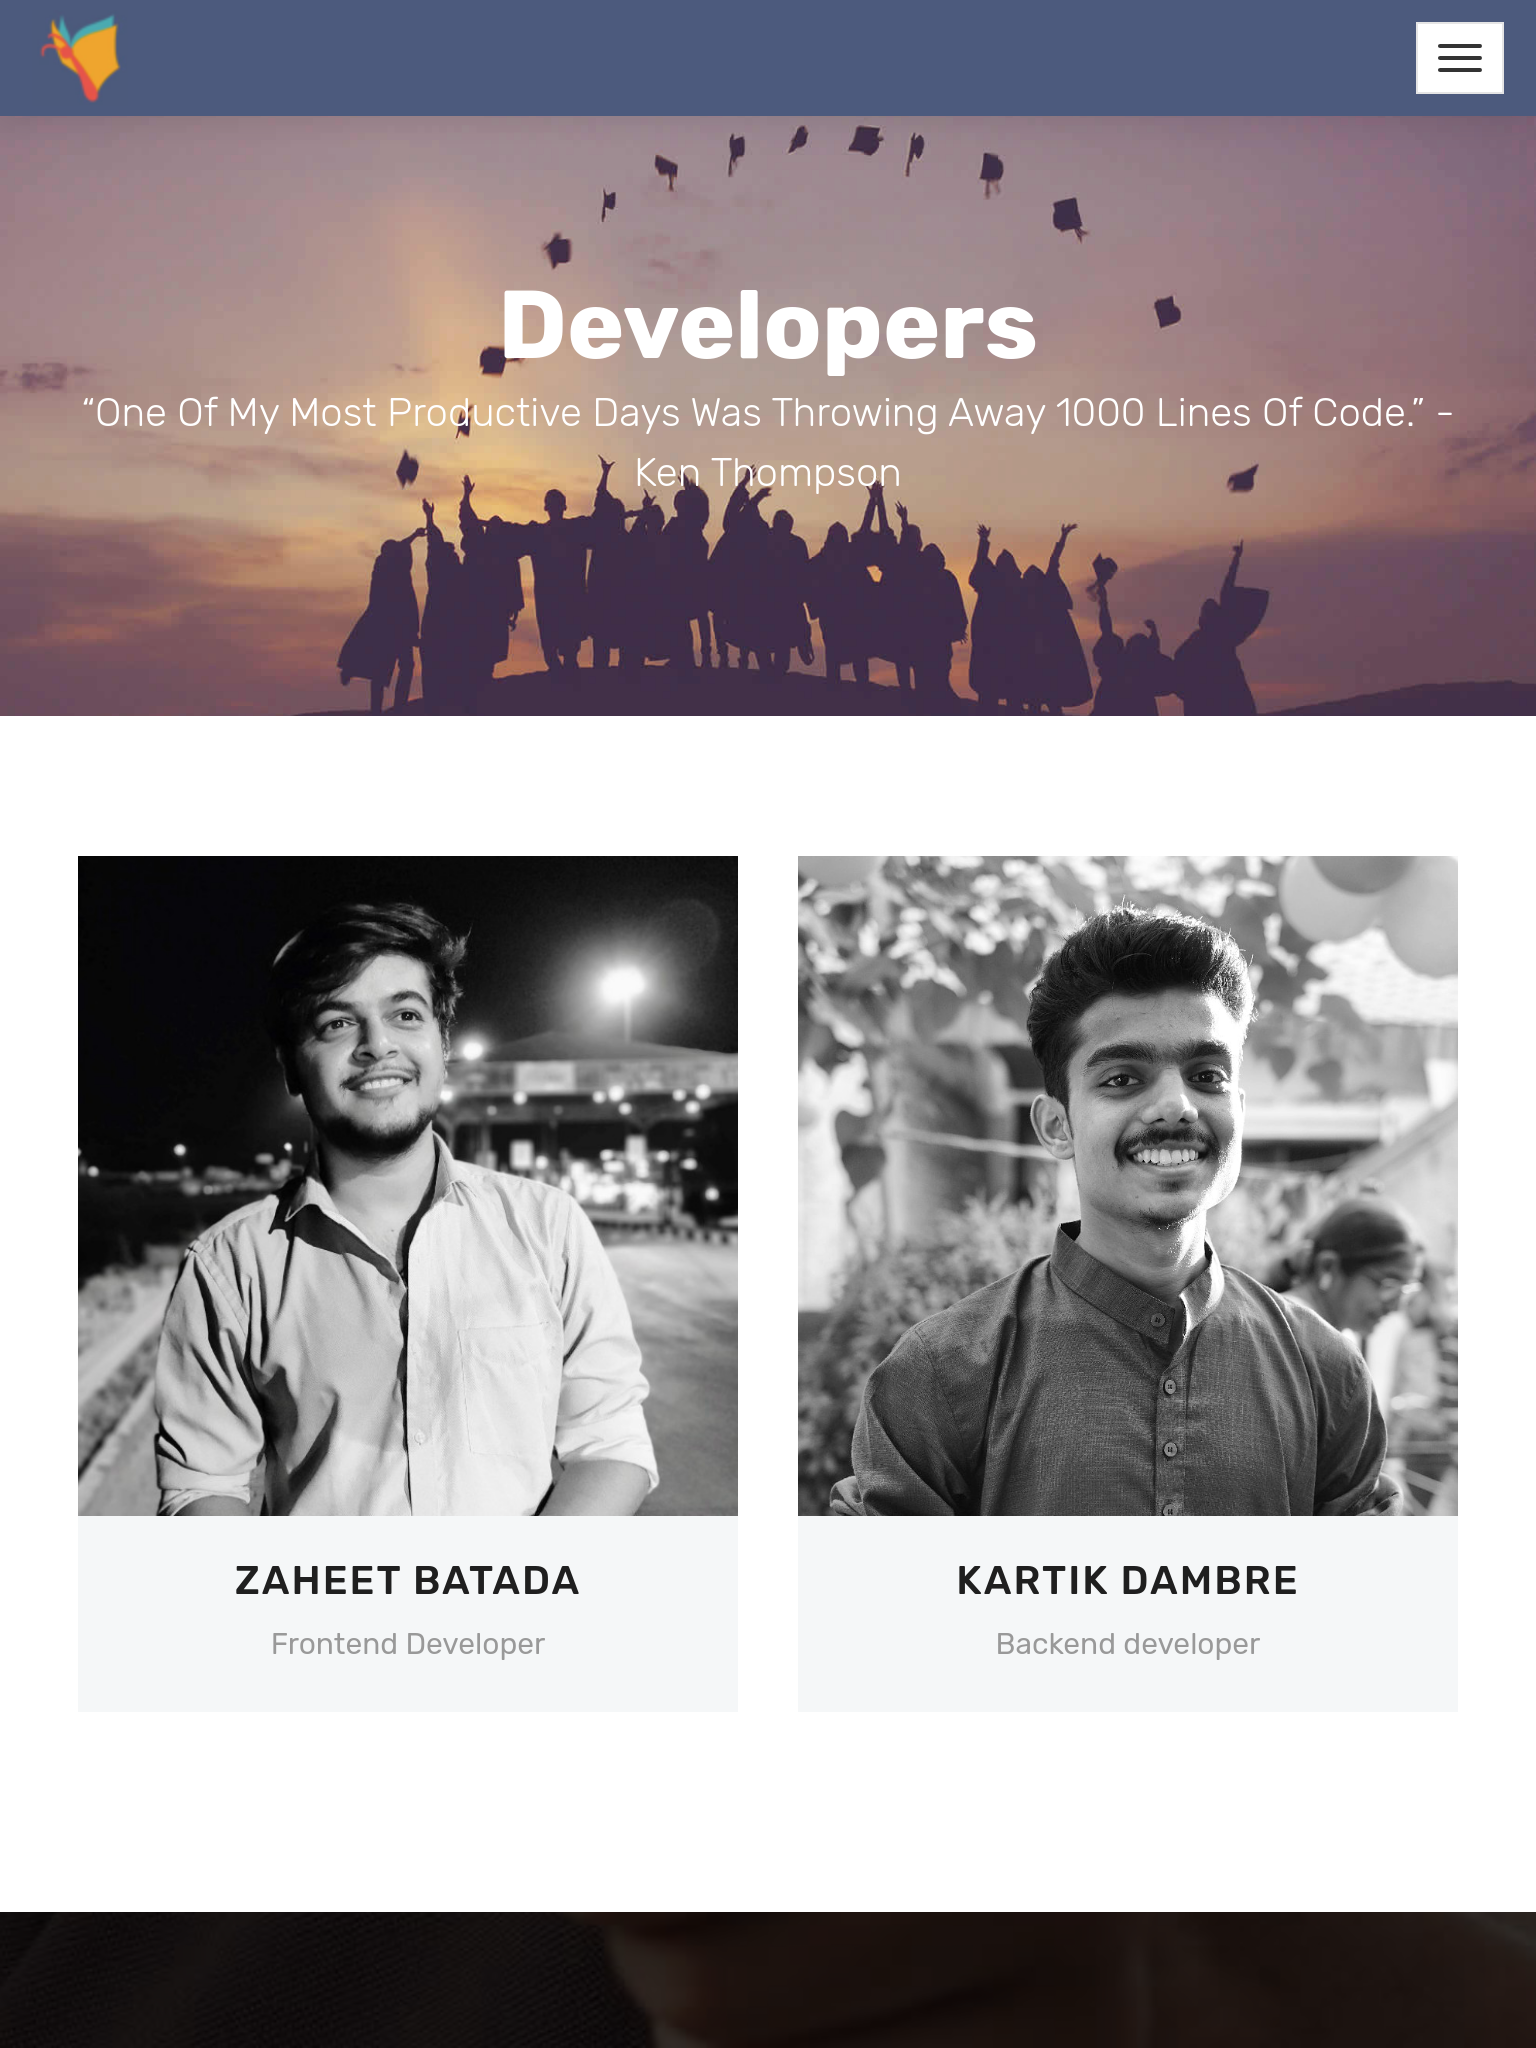 Developers
“One Of My Most Productive Days Was Throwing Away 1000 Lines Of Code.” -
Ken Thompson
ZAHEET BATADA
Frontend Developer
KARTIK DAMBRE
Backend developer